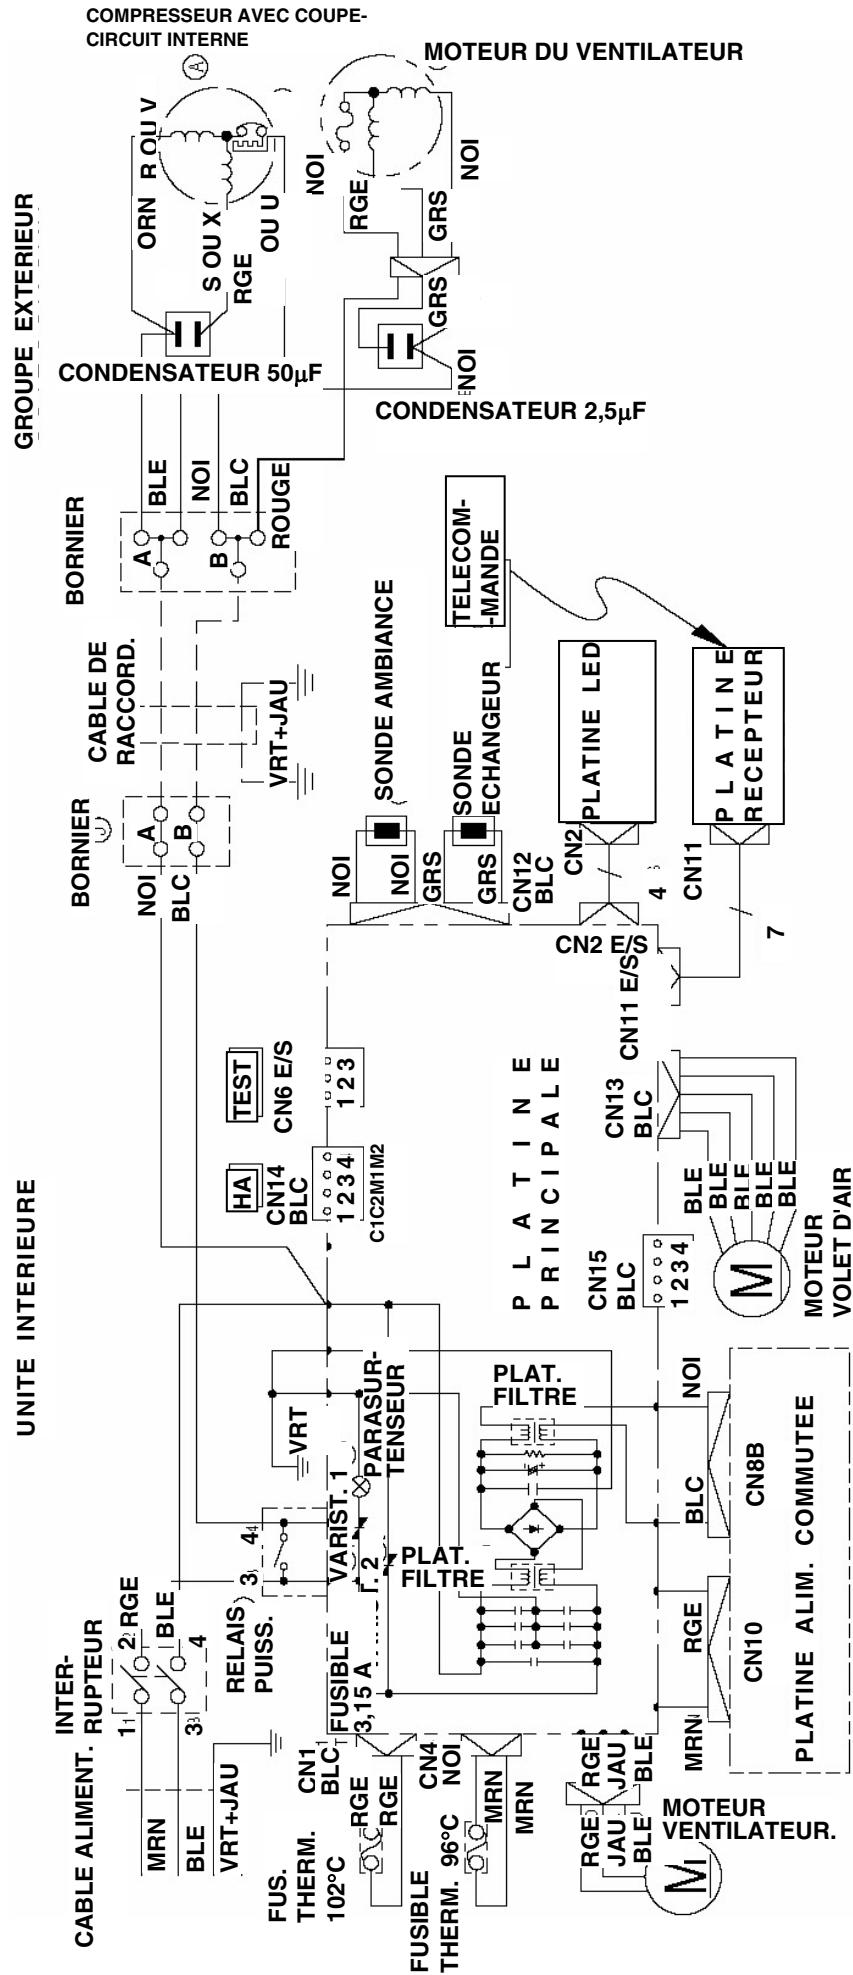 COMPRESSEUR AVEC COUPE-
CIRCUIT INTERNE
MOTEUR DU VENTILATEUR
A
GROUPE EXTERIEUR
R OU V
ORN
S OU X
RGE
OU U
NOI
RGE
GRS
NOI
GRS
NOI
CONDENSATEUR 50µF
CONDENSATEUR 2,5µF
BLE
NOI
BLC
ROUGE
BORNIER
A
B
TELECOM-
-MANDE
CABLE DE
RACCORD.
VRT+JAU
SONDE AMBIANCE
SONDE
ECHANGEUR
PLATINE LED
PLATINE
RECEPTEUR
BORNIER
A
B
NOI
BLC
NOI
NOI
GRS
GRS
CN12
BLC
CN2
4
CN11
7
CN2 E/S
CN11 E/S
TEST
CN6 E/S
1 2 3
HA
CN14
BLC
1 2 3 4
C1C2M1M2
PLATINE
PRINCIPALE
CN13
BLC
BLE
BLE
BLE
BLE
BLE
M
MOTEUR
VOLET D'AIR
CN15
BLC
1 2 3 4
UNITE INTERIEURE
VRT
PARASUR-
TENSEUR
VARIST. 1
T. 2
PLAT.
FILTRE
PLAT.
FILTRE
NOI
BLC
CN8B
RGE
MRN
CN10
PLATINE ALIM. COMMUTEE
4
3
RELAIS
PUISS.
INTER-
RUPTEUR
2
RGE
BLE
4
1
3
FUSIBLE
3,15 A
CABLE ALIMENT.
MRN
BLE
VRT+JAU
CN1
BLC
RGE
RGE
FUS.
THERM.
102°C
CN4
NOI
MRN
MRN
FUSIBLE
THERM. 96°C
RGE
JAU
BLE
RGE
JAU
BLE
MOTEUR
VENTILATEUR.
M